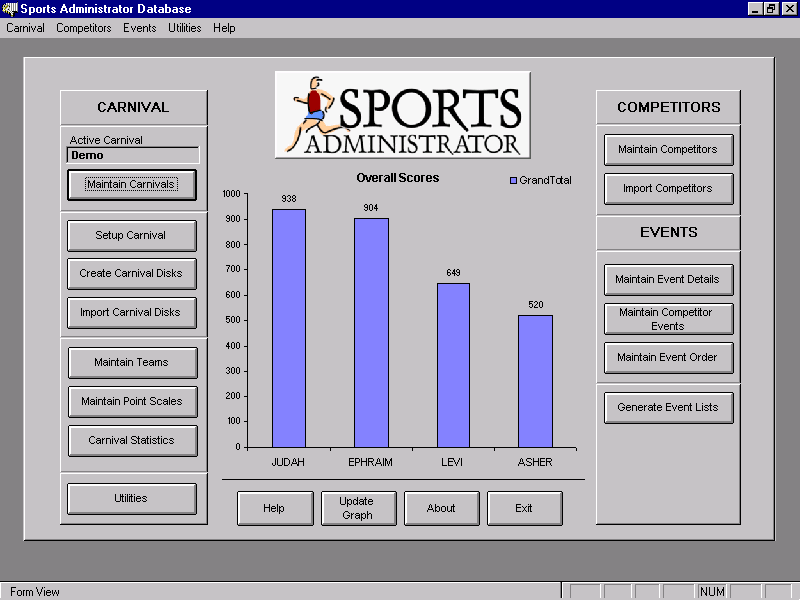 Sports Administrator Database
Carnival Competitors Events Utilities Help
CARNIVAL
Active Carnival
Demo
Maintain Carnivals
Setup Carnival
Create Carnival Disks
Import Carnival Disks
Maintain Teams
Maintain Point Scales
Carnival Statistics
Utilities
SPORTS
ADMINISTRATOR
Overall Scores
GrandTotal
1000
900
800
700
600
500
400
300
200
100
0
938
904
649
520
JUDAH EPHRAIM LEVI ASHER
Help
Update
Graph
About
Exit
COMPETITORS
Maintain Competitors
Import Competitors
EVENTS
Maintain Event Details
Maintain Competitor
Events
Maintain Event Order
Generate Event Lists
Form View
NUM